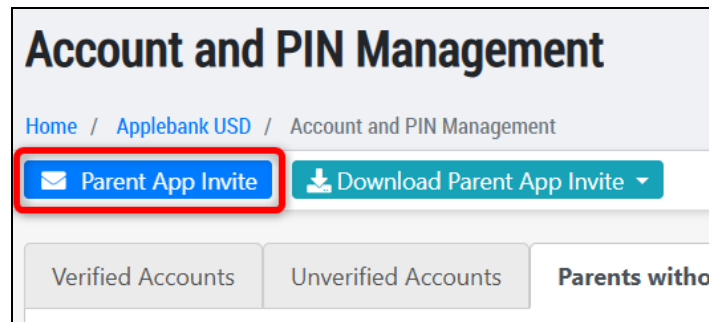 Account and PIN Management
Home / Applebank USD / Account and PIN Management
Parent App Invite Download Parent App Invite
Verified Accounts Unverified Accounts Parents